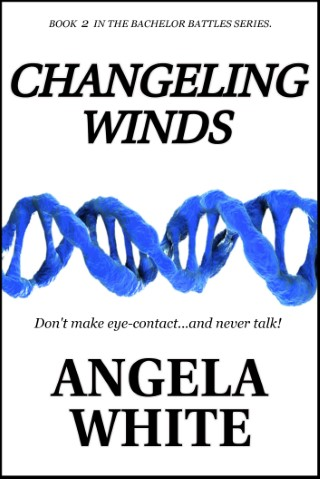 BOOK 2 IN THE BACHELOR BATTLES SERIES.
CHANGELING
WINDS
Don't make eye-contact...and never talk!
ANGELA
WHITE